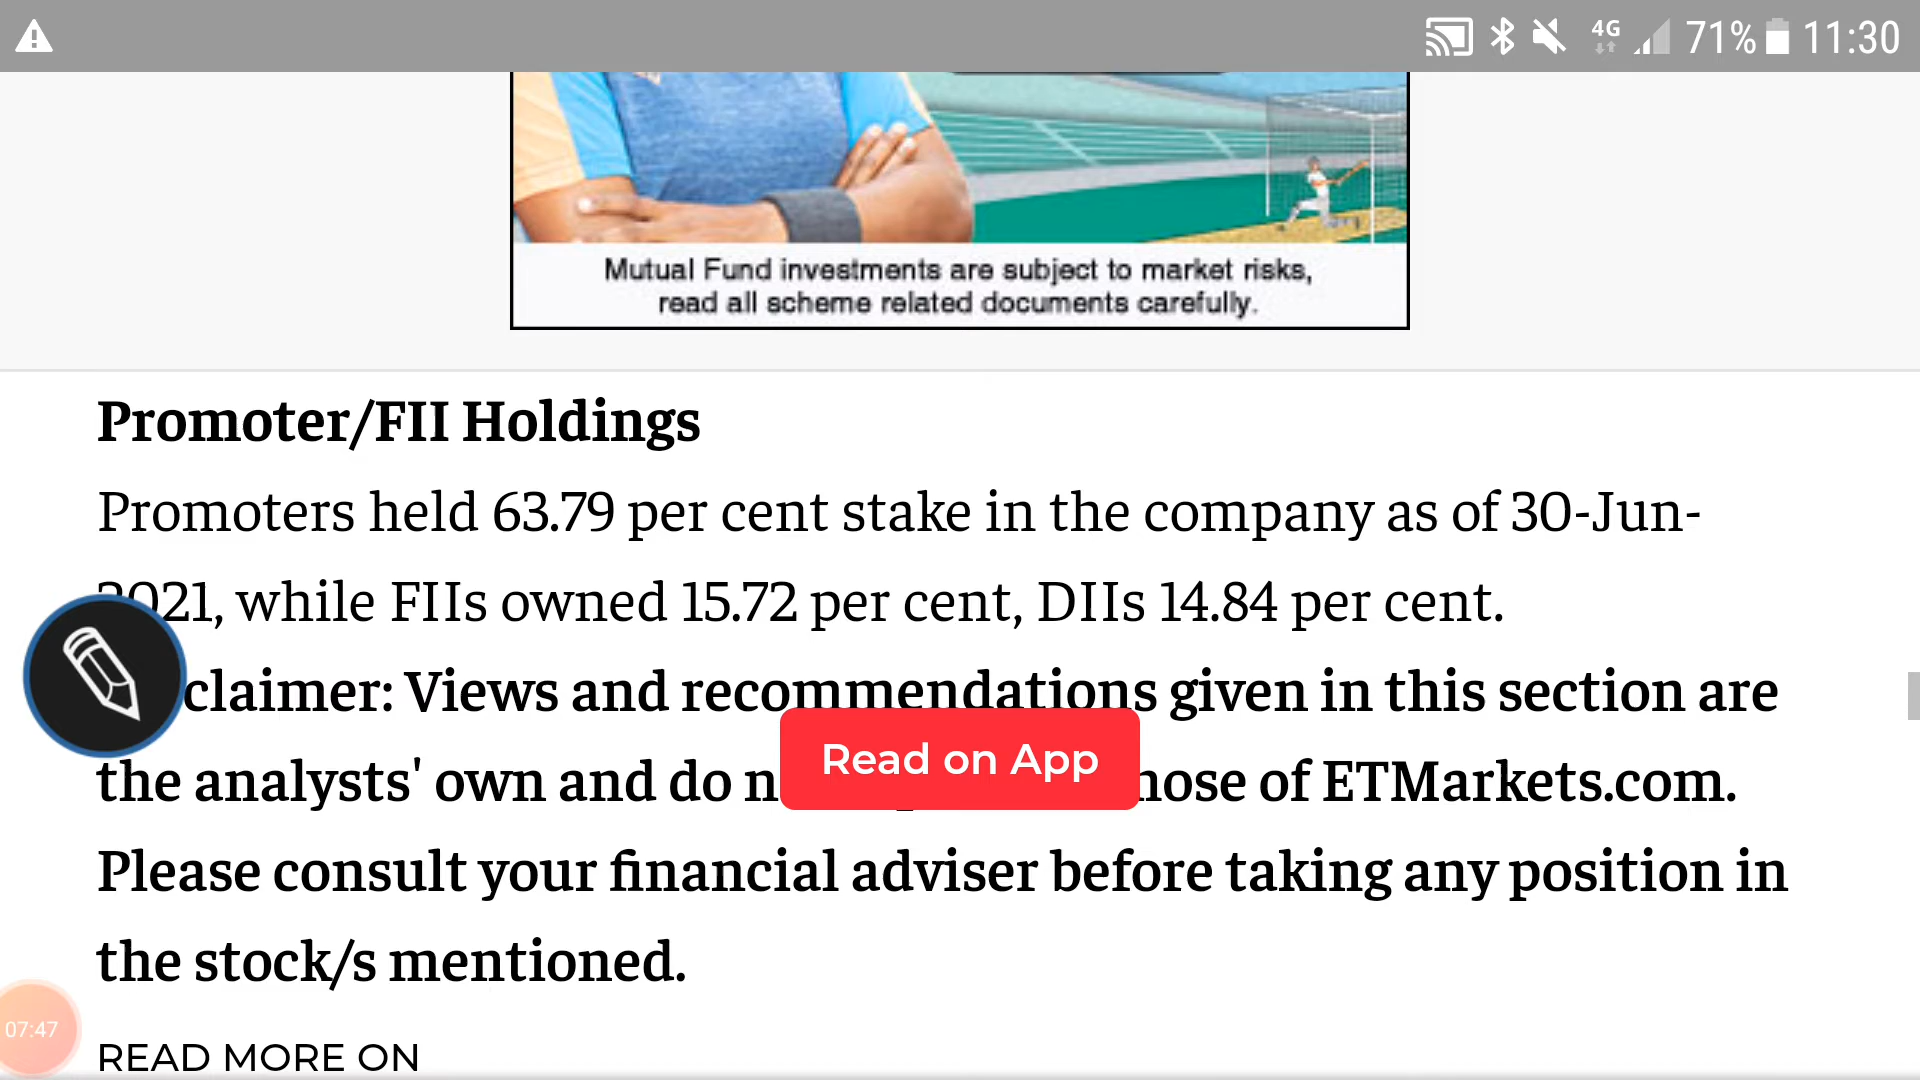 4G 71% 11:30
Mutual Fund investments are subject to market risks,
read all scheme related documents carefully.
Promoter/FII Holdings
Promoters held 63.79 per cent stake in the company as of 30-Jun-
2021, while FIIs owned 15.72 per cent, DIIs 14.84 per cent.
claimer: Views and recommendations given in this section are
Read on App
the analysts' own and do of ETMarkets.com.
Please consult your financial adviser before taking any position in
the stock/s mentioned.
07:47
READ MORE ON